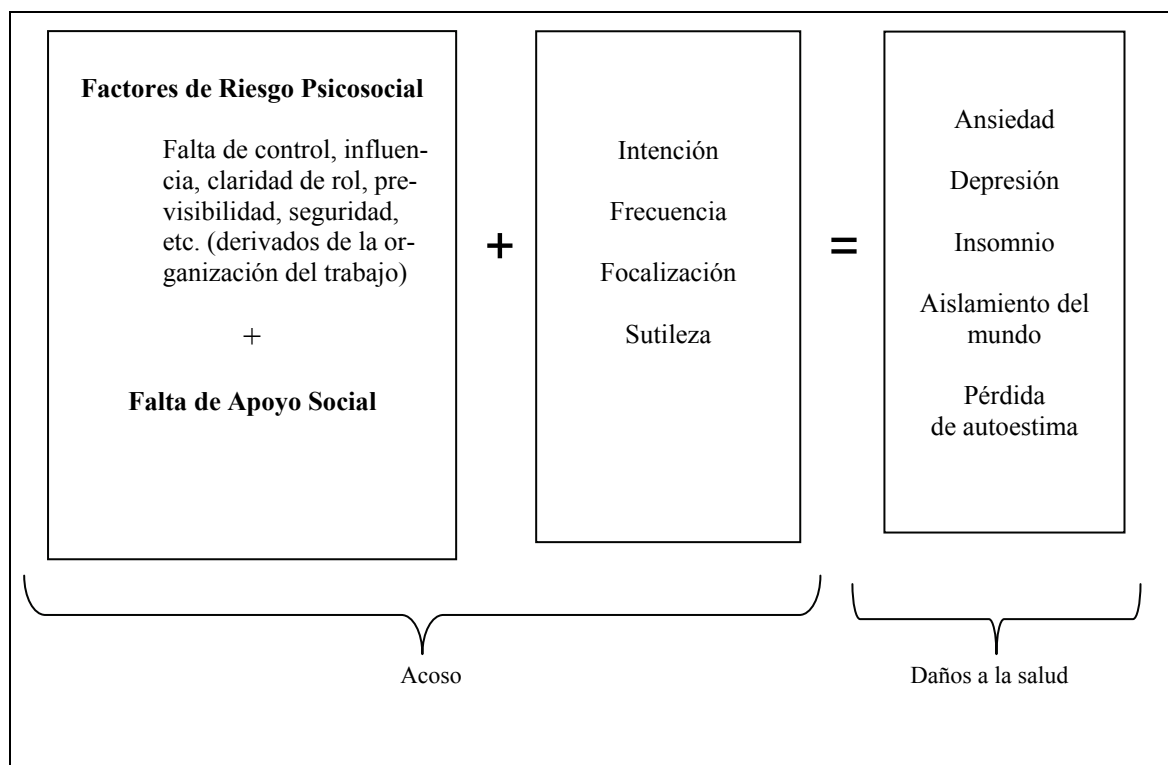 Factores de Riesgo Psicosocial
Falta de control, influen-
cia, claridad de rol, pre-
visibilidad, seguridad,
etc. (derivados de la or-
ganización del trabajo)
+
Falta de Apoyo Social
+
Intención
Frecuencia
Focalización
Sutileza
=
Ansiedad
Depresión
Insomnio
Aislamiento del
mundo
Pérdida
de autoestima
Acoso
Daños a la salud